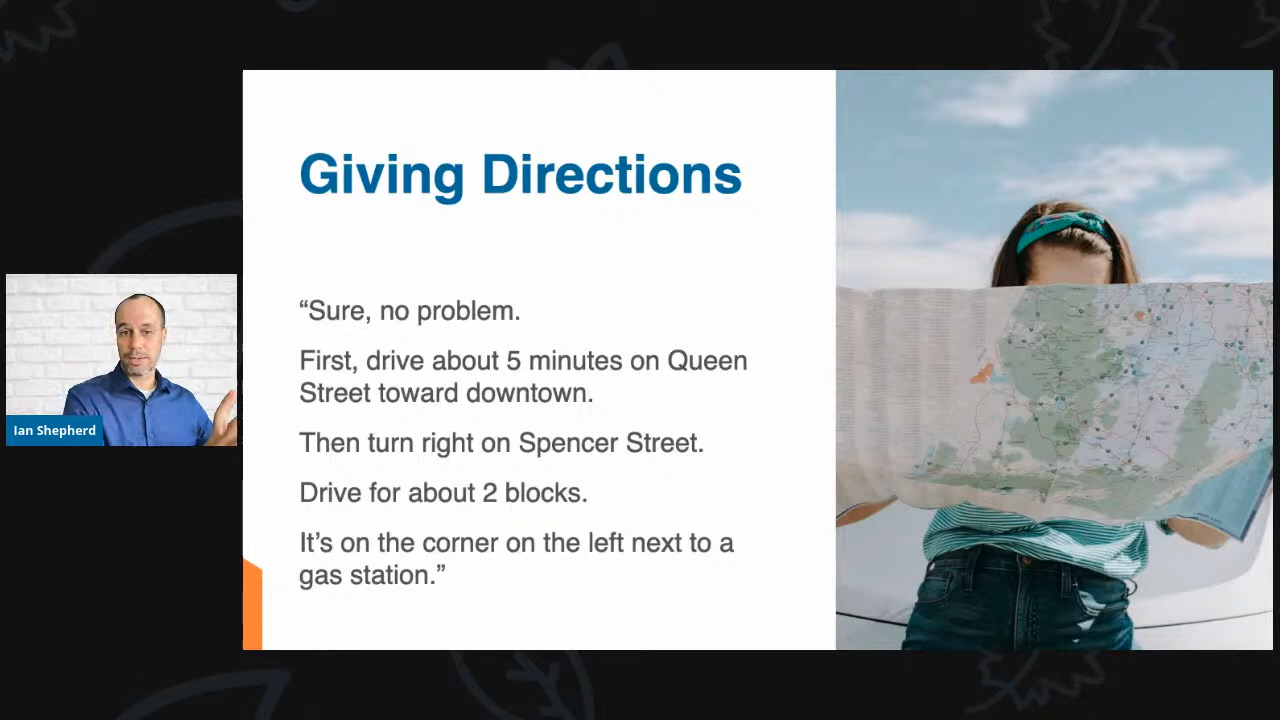 Giving Directions
“Sure, no problem.
First, drive about 5 minutes on Queen
Street toward downtown.
Then turn right on Spencer Street.
Drive for about 2 blocks.
It’s on the corner on the left next to a
gas station.”
Ian Shepherd